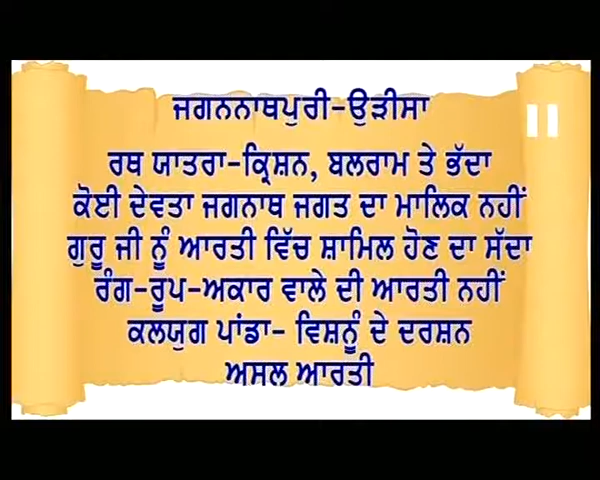 ਜਗਨਨਾਥਪੁਰੀ-ਉੜੀਸਾ
ਰਥ ਯਾਤਰਾ-ਕ੍ਰਿਸ਼ਨ, ਬਲਰਾਮ ਤੇ ਭੱਦਾ
ਕੋਈ ਦੇਵਤਾ ਜਗਨਾਥ ਜਗਤ ਦਾ ਮਾਲਿਕ ਨਹੀਂ
ਗੁਰੂ ਜੀ ਨੂੰ ਆਰਤੀ ਵਿੱਚ ਸ਼ਾਮਿਲ ਹੋਣ ਦਾ ਸੱਦਾ
ਰੰਗ-ਰੂਪ-ਅਕਾਰ ਵਾਲੇ ਦੀ ਆਰਤੀ ਨਹੀਂ
ਕਲਯੁਗ ਪਾਂਡਾ- ਵਿਸ਼ਨੂੰ ਦੇ ਦਰਸ਼ਨ
ਅਸਲ ਆਰਤੀ